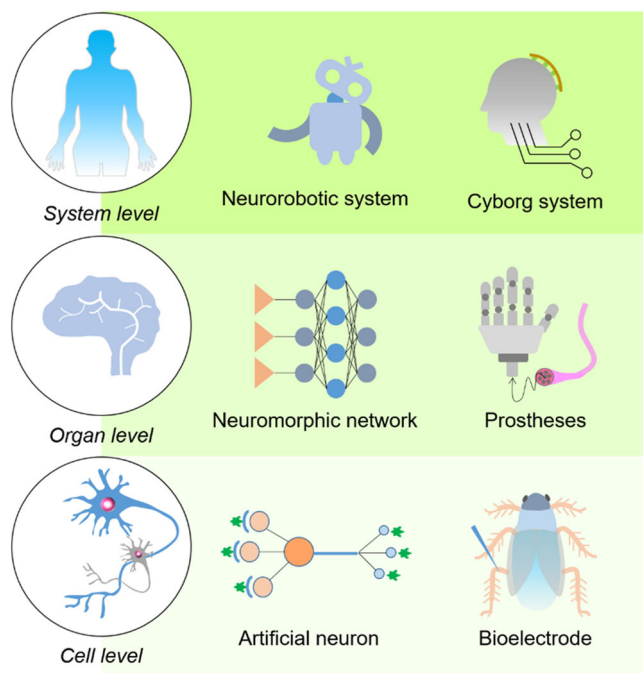 Neurorobotic system
Cyborg system
System level
Neuromorphic network
Prostheses
Organ level
Artificial neuron
Bioelectrode
Cell level